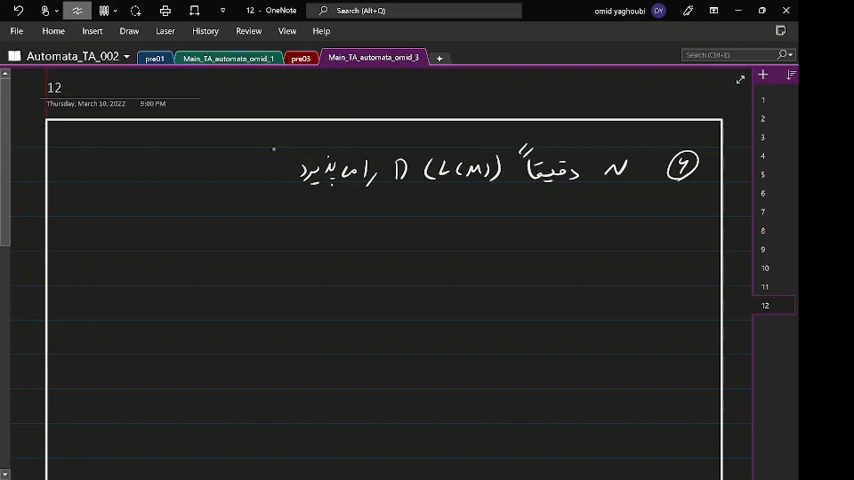 12 - OneNote
Search (Ctrl+F)
omid yaghoubi
OY
File Home Insert Draw Laser History Review View Help
Automata_TA_002
pre01
Main_TA_automata_omid_1
pre03
Main_TA_automata_omid_3
+
Search (Ctrl+E)
12
Thursday, March 10, 2022 9:00 PM
N دقیقاً D (L(M)) را می‌پذیرد
1
2
3
4
5
6
7
8
9
10
11
12